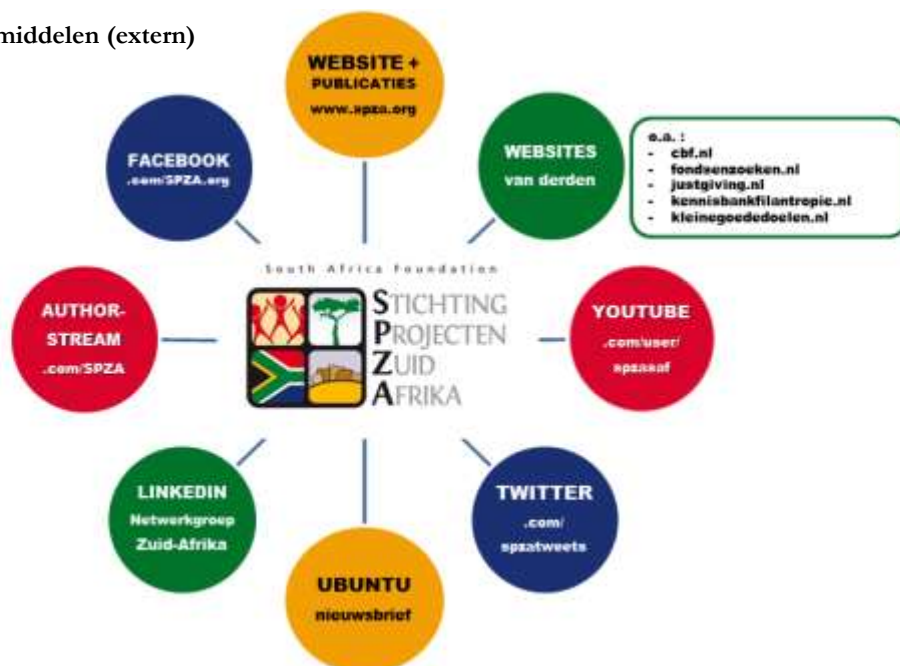 middelen (extern)
WEBSITE +
PUBLICATIES
www.spza.org
FACEBOOK
.com/SPZA.org
WEBSITES
van derden
o.a. :
- cbf.nl
- fondsenzoeken.nl
- justgiving.nl
- kennisbankfilantropie.nl
- kleinegoededoelen.nl
South Africa Foundation
STICHTING
PROJECTEN
ZUID
AFRIKA
AUTHOR-
STREAM
.com/SPZA
YOUTUBE
.com/user/
spzasaf
LINKEDIN
Netwerkgroep
Zuid-Afrika
TWITTER
.com/
spzatweets
UBUNTU
nieuwsbrief